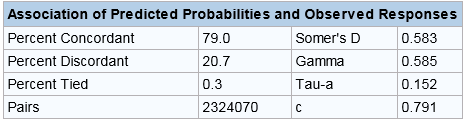 Association of Predicted Probabilities and Observed Responses
Percent Concordant 79.0 Somer's D 0.583
Percent Discordant 20.7 Gamma 0.585
Percent Tied 0.3 Tau-a 0.152
Pairs 2324070 c 0.791